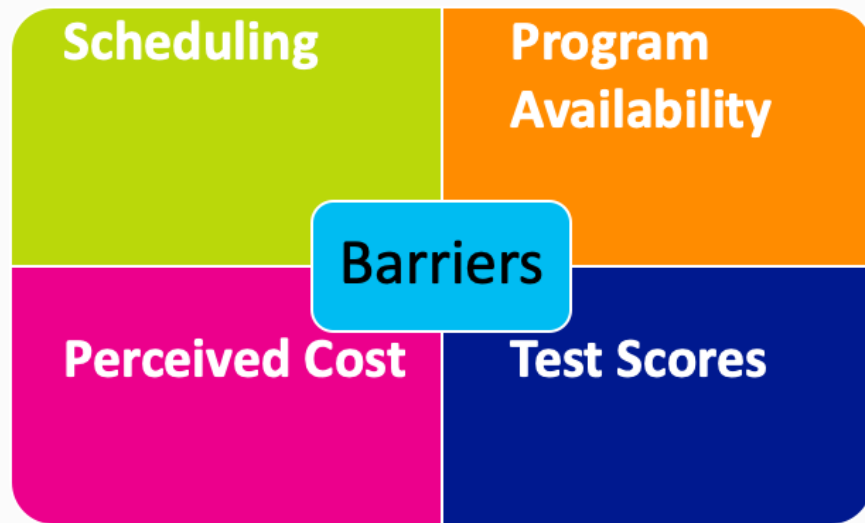 Scheduling
Program
Availability
Barriers
Perceived Cost
Test Scores